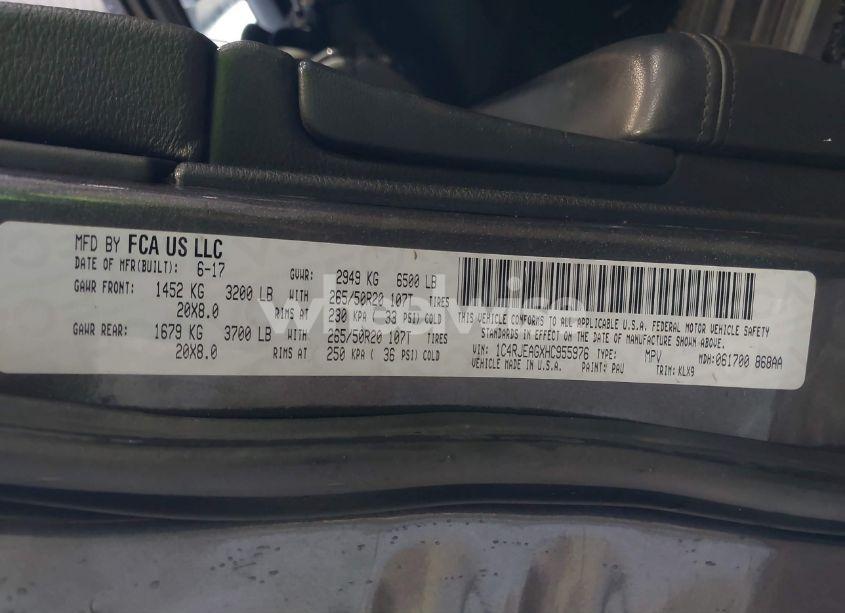 MFD BY FCA US LLC
DATE OF MFR(BUILT): 6-17 GVWR: 2949 KG 6500 LB
GAWR FRONT: 1452 KG 3200 LB WITH 265/50R20 107T TIRES
20X8.0 RIMS AT 230 KPA ( 33 PSI) COLD
GAWR REAR: 1679 KG 3700 LB WITH 265/50R20 107T TIRES
20X8.0 RIMS AT 250 KPA ( 36 PSI) COLD
THIS VEHICLE CONFORMS TO ALL APPLICABLE U.S.A. FEDERAL MOTOR VEHICLE SAFETY
STANDARDS IN EFFECT ON THE DATE OF MANUFACTURE SHOWN ABOVE.
VIN: 1C4RJEAGXHC955976 TYPE: MPV MDH: 061700 868AA
VEHICLE MADE IN U.S.A. PAINT: PAU TRIM: KLX9